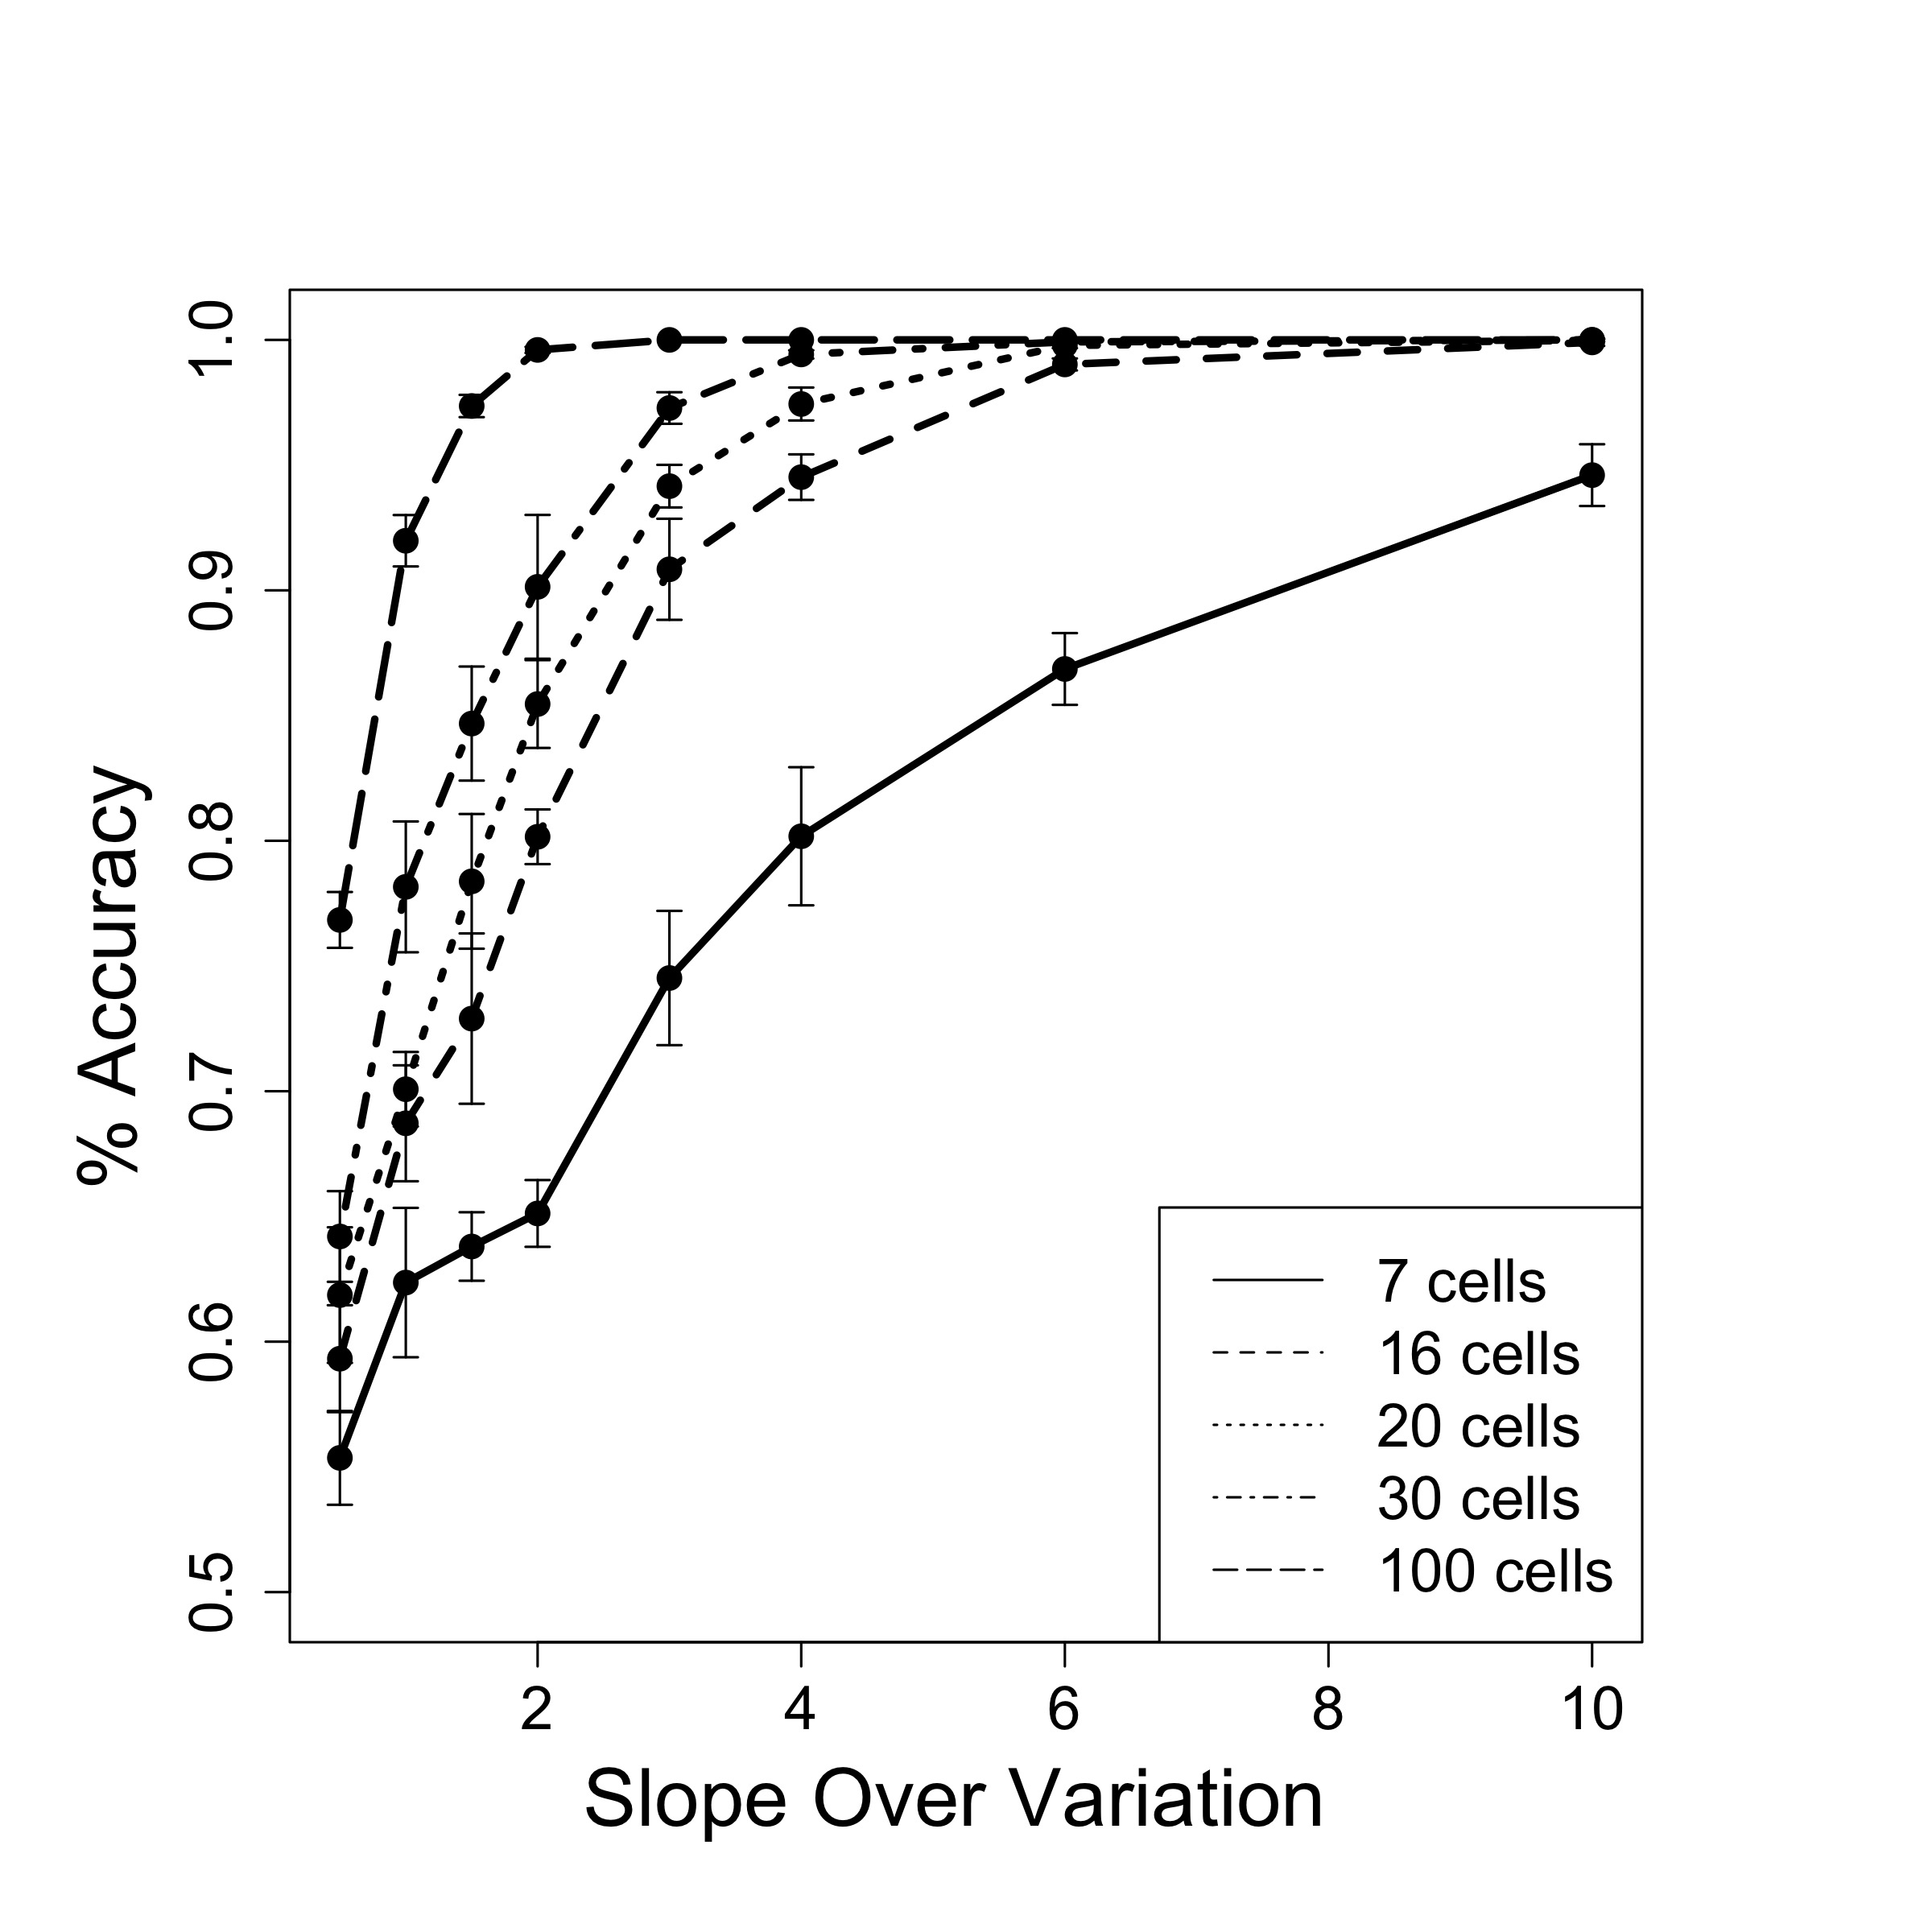 % Accuracy
1.0
0.9
0.8
0.7
0.6
0.5
2 4 6 8 10
Slope Over Variation
7 cells
16 cells
20 cells
30 cells
100 cells